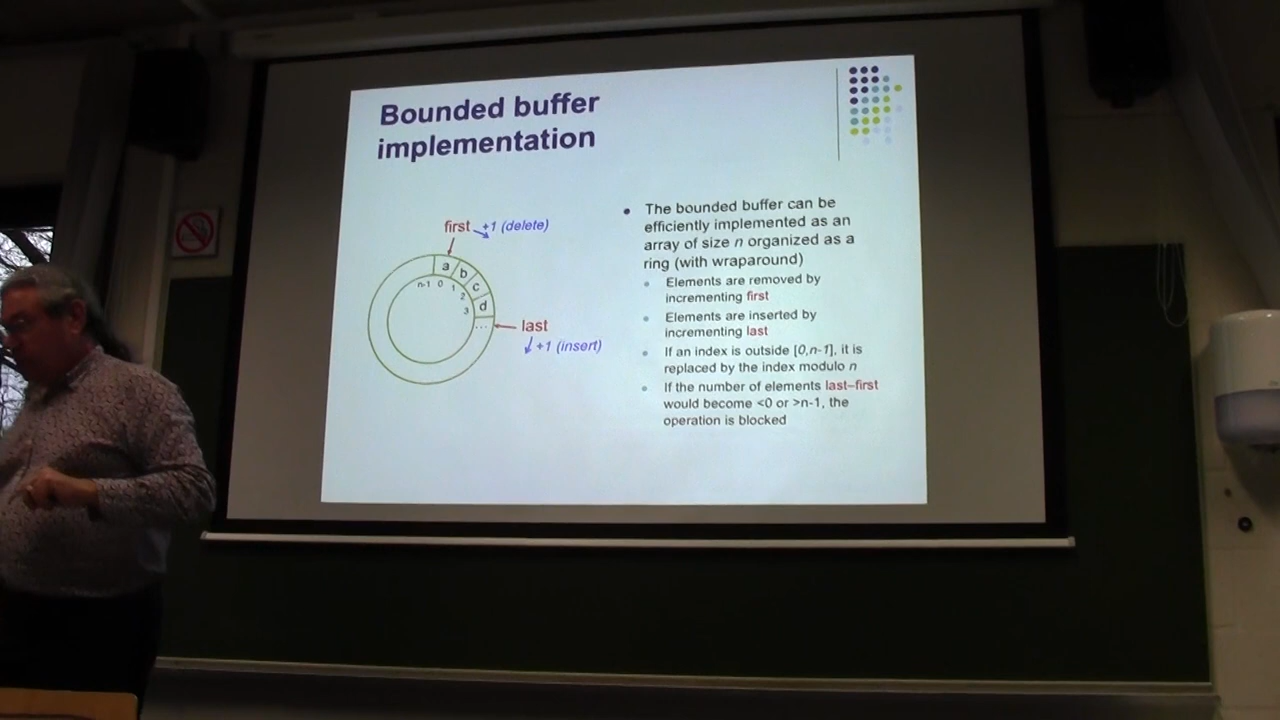 Bounded buffer
implementation
first +1 (delete)
a
b
c
d
...
n-1 0 1 2 3
last
+1 (insert)
• The bounded buffer can be
efficiently implemented as an
array of size n organized as a
ring (with wraparound)
• Elements are removed by
incrementing first
• Elements are inserted by
incrementing last
• If an index is outside [0,n-1], it is
replaced by the index modulo n
• If the number of elements last–first
would become <0 or >n-1, the
operation is blocked